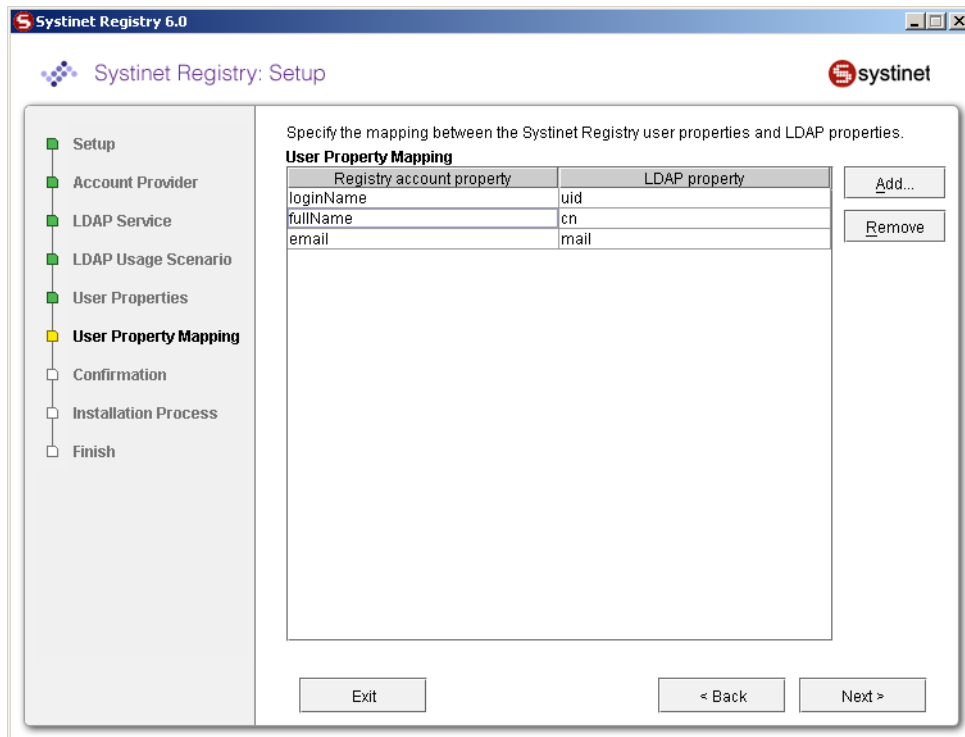 Systinet Registry 6.0
Systinet Registry: Setup
systinet
Setup
Account Provider
LDAP Service
LDAP Usage Scenario
User Properties
User Property Mapping
Confirmation
Installation Process
Finish
Specify the mapping between the Systinet Registry user properties and LDAP properties.
User Property Mapping
Registry account property LDAP property
loginName uid
fullName cn
email mail
Add...
Remove
Exit
< Back
Next >